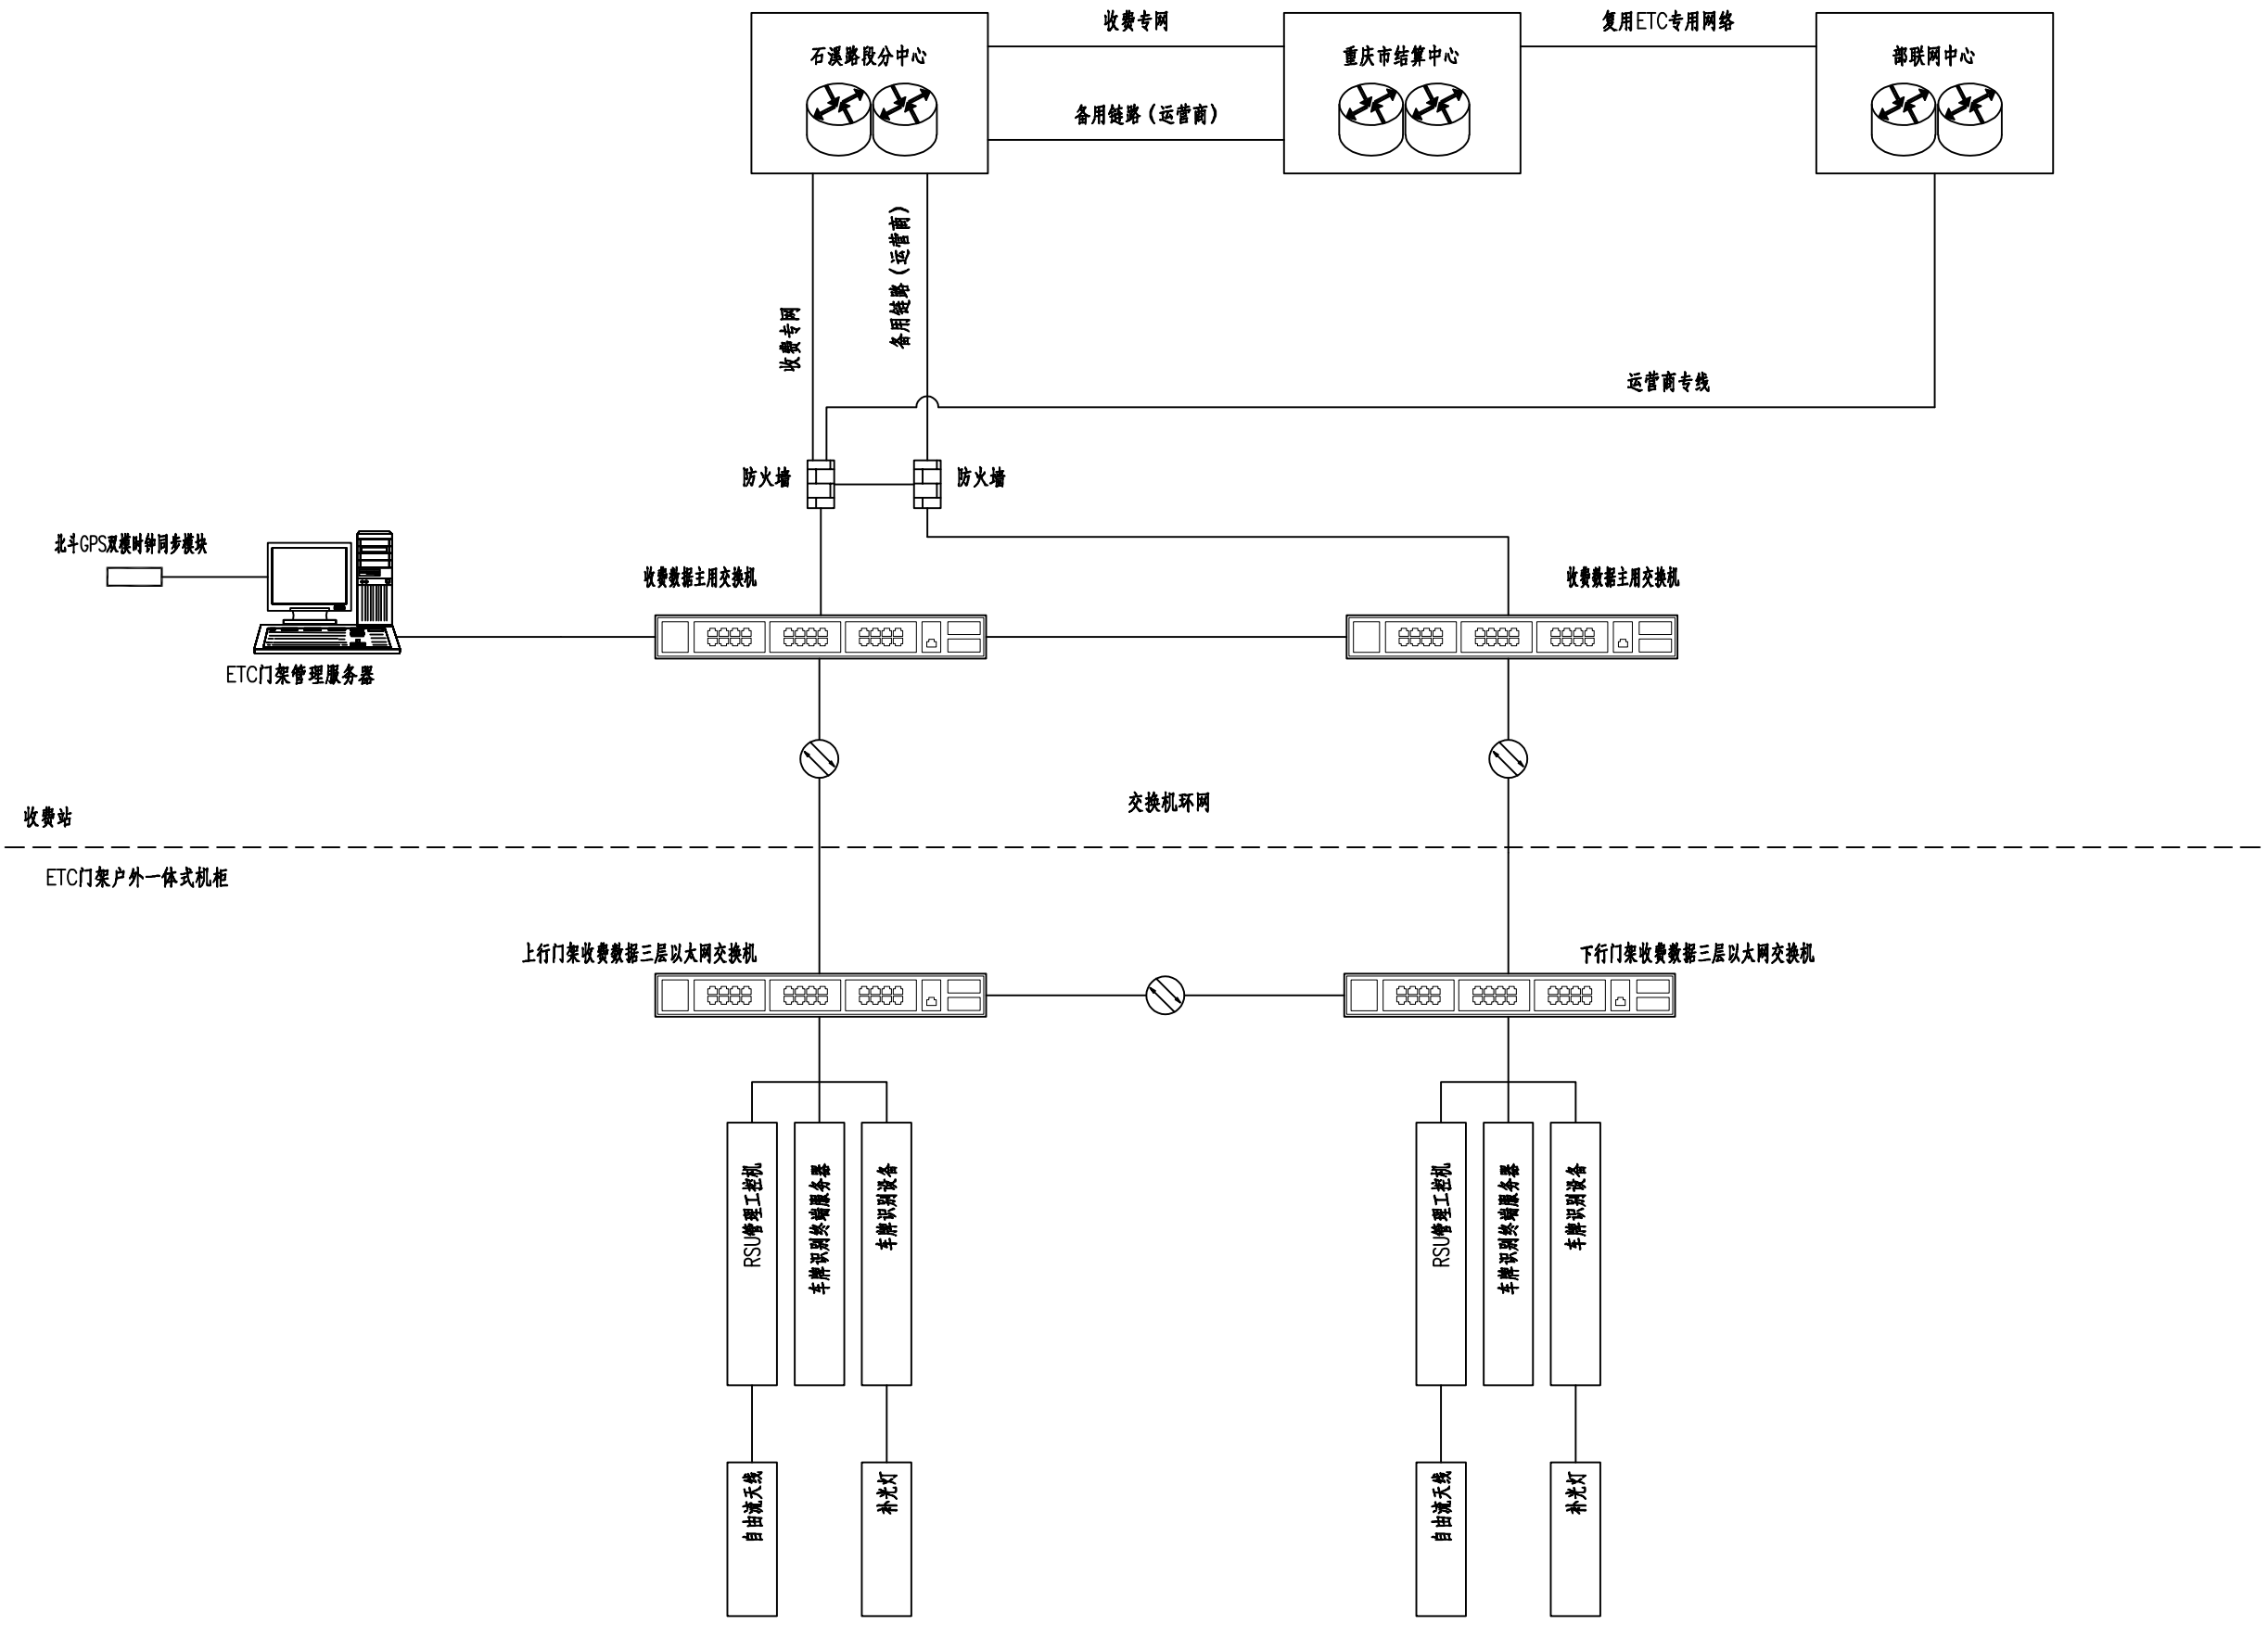 收费专网
复用ETC专用网络
石溪路段分中心
重庆市结算中心
部联网中心
备用链路（运营商）
备用链路（运营商）
收费专网
运营商专线
防火墙
防火墙
北斗GPS双模时钟同步模块
收费数据主用交换机
收费数据主用交换机
ETC门架管理服务器
交换机环网
收费站
ETC门架户外一体式机柜
上行门架收费数据三层以太网交换机
下行门架收费数据三层以太网交换机
RSU管理工控机
车牌识别终端服务器
车牌识别设备
RSU管理工控机
车牌识别终端服务器
车牌识别设备
自由流天线
补光灯
自由流天线
补光灯